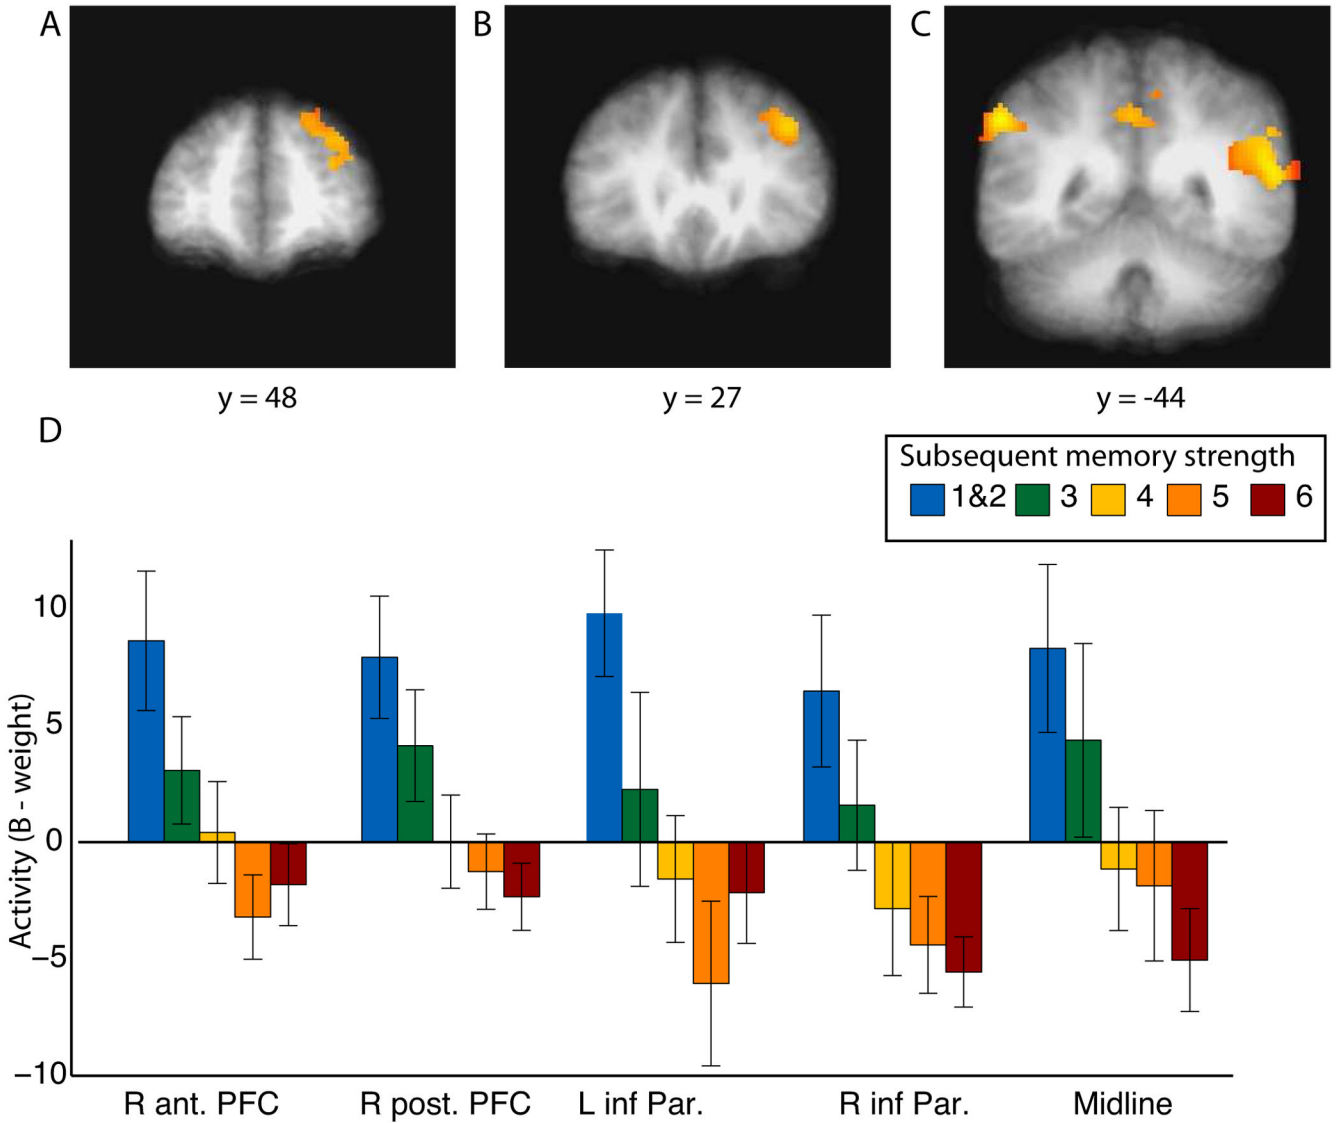 A
B
C
y = 48
y = 27
y = -44
D
Subsequent memory strength
1&2 3 4 5 6
Activity (B - weight)
10
5
0
−5
−10
R ant. PFC R post. PFC L inf Par. R inf Par. Midline